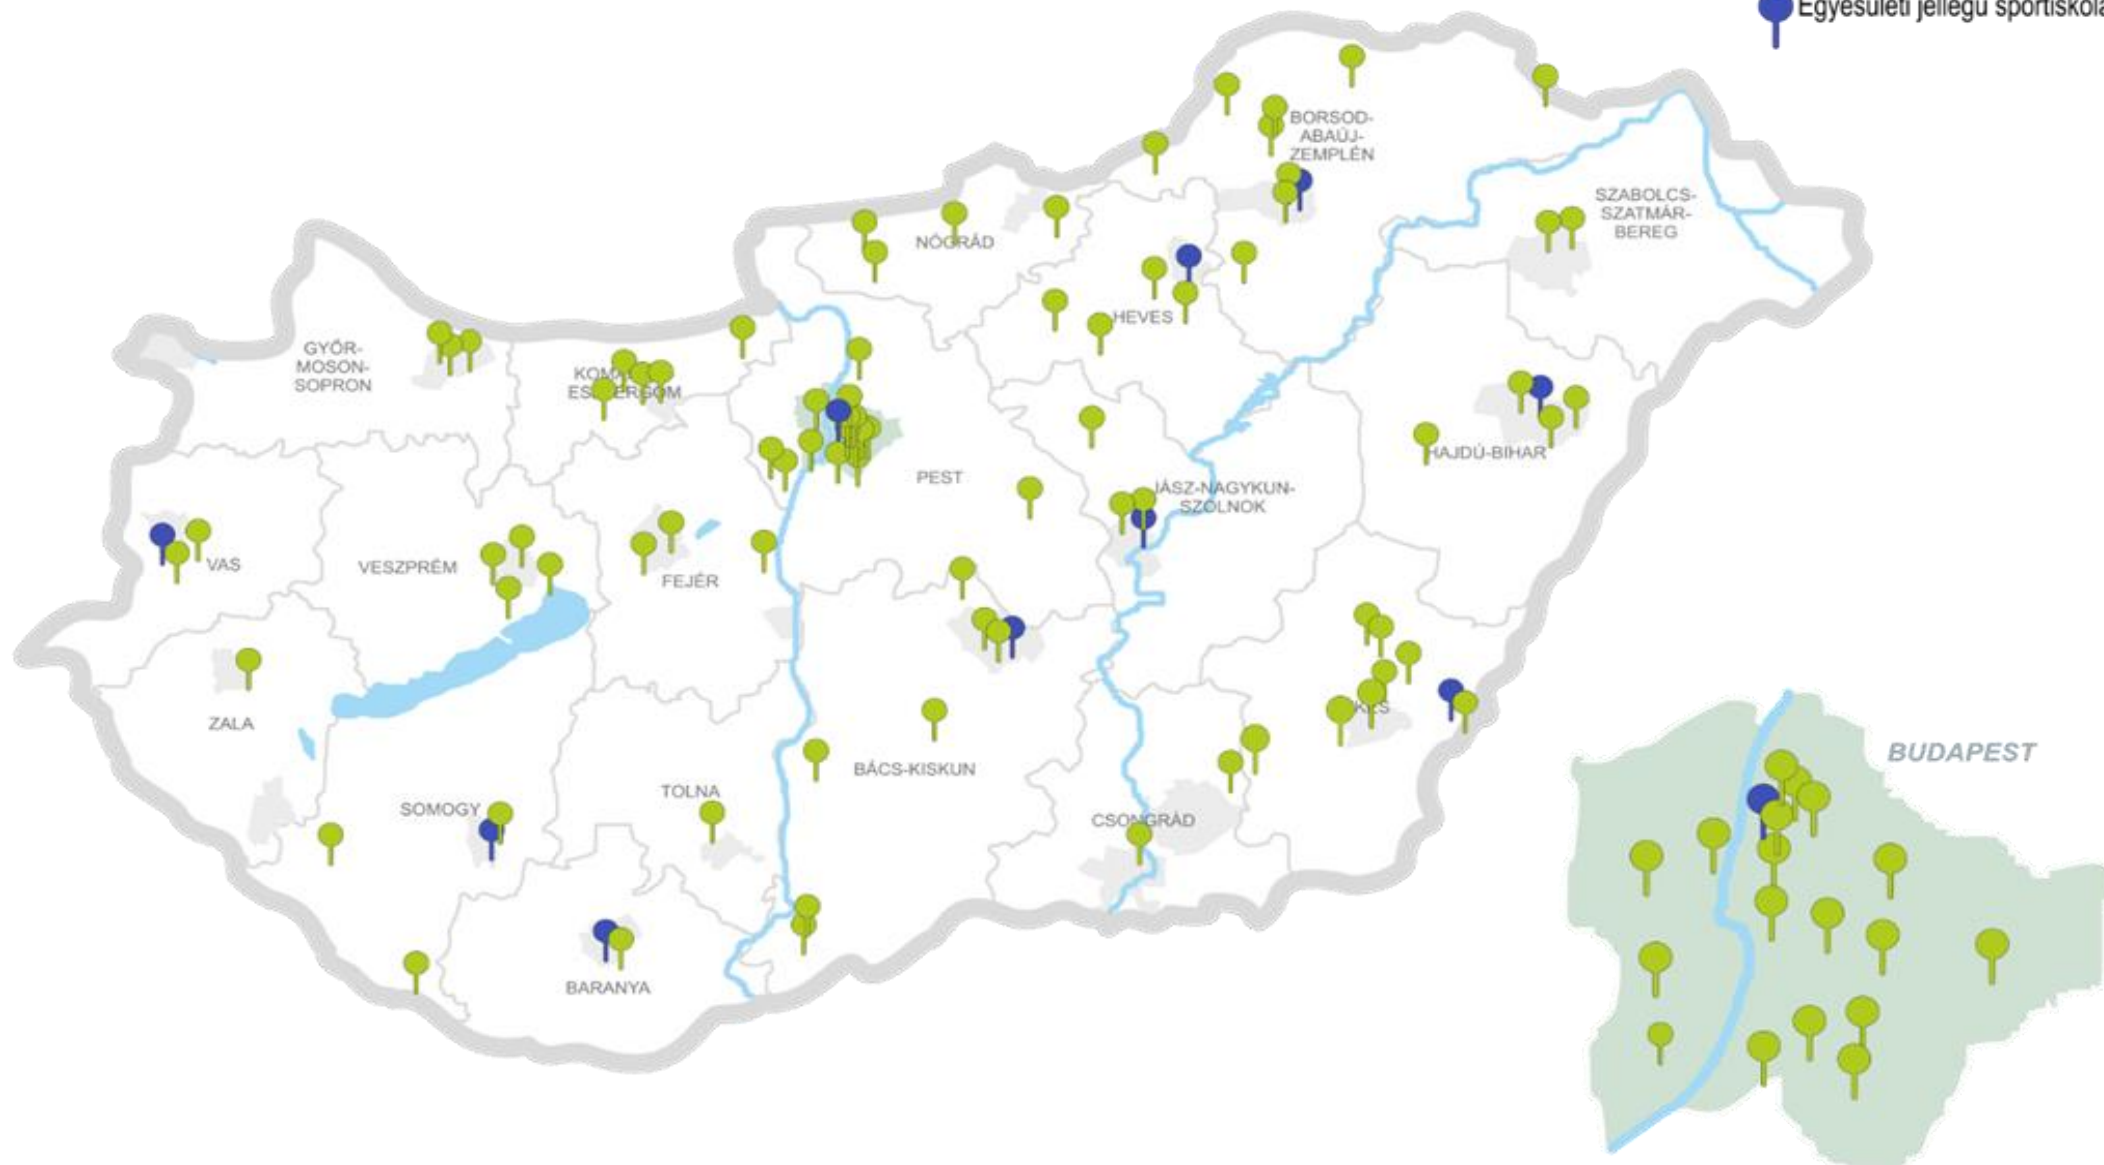 Egyesületi jellegű sportiskola
BORSOD-
ABAÚJ-
ZEMPLÉN
SZABOLCS-
SZATMÁR-
BEREG
NÓGRÁD
HEVES
GYŐR-
MOSON-
SOPRON
HAJDÚ-BIHAR
PEST
JÁSZ-NAGYKUN-
SZOLNOK
VAS
VESZPRÉM
FEJÉR
ZALA
BÁCS-KISKUN
TOLNA
SOMOGY
CSONGRÁD
BARANYA
BUDAPEST